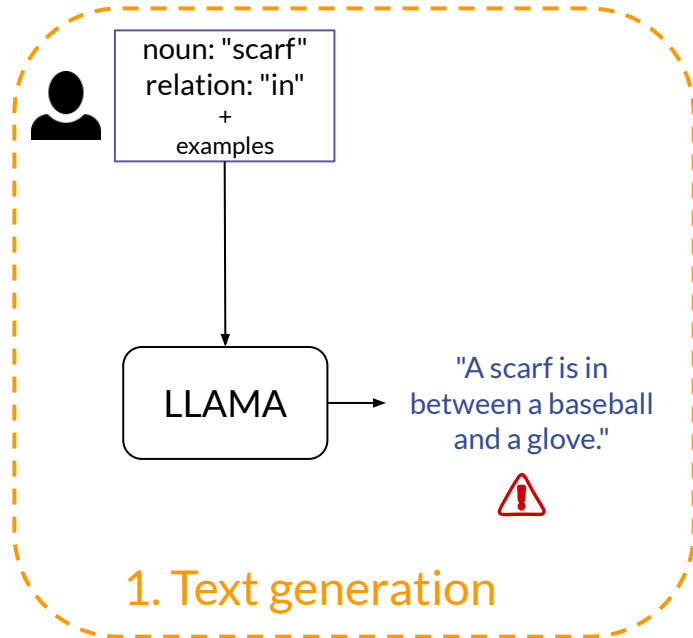 noun: "scarf"
relation: "in"
+
examples
LLAMA
"A scarf is in
between a baseball
and a glove."
1. Text generation